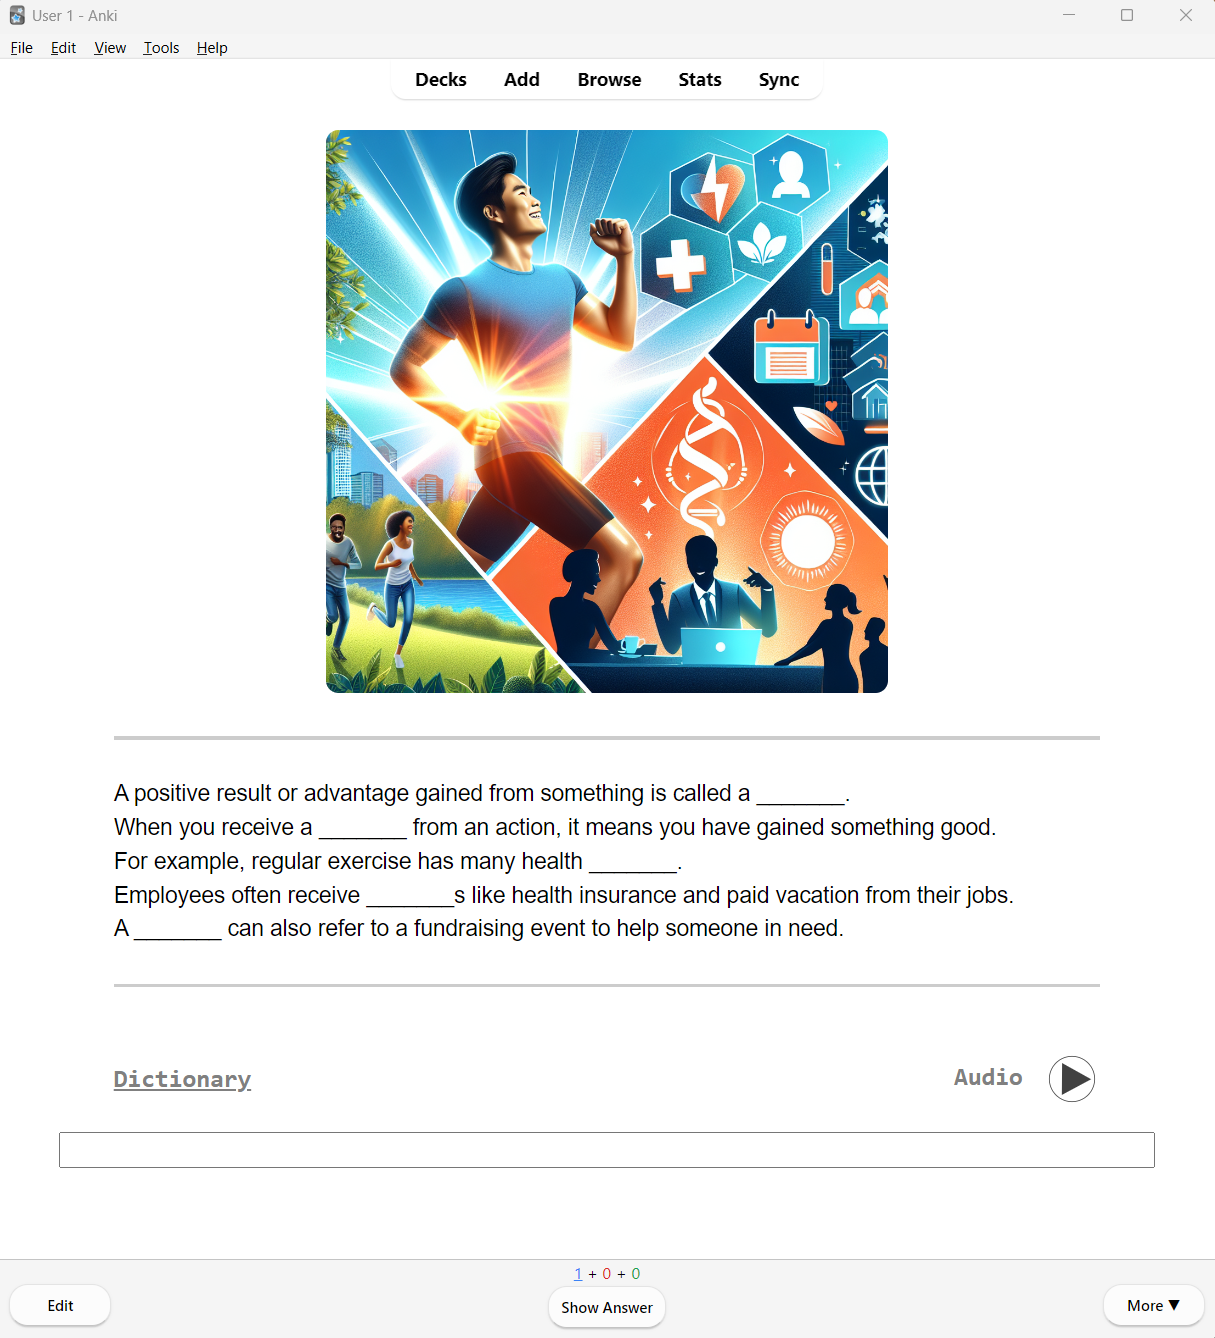 User 1 - Anki
File Edit View Tools Help
Decks Add Browse Stats Sync
A positive result or advantage gained from something is called a _______.
When you receive a _______ from an action, it means you have gained something good.
For example, regular exercise has many health _______.
Employees often receive _______s like health insurance and paid vacation from their jobs.
A _______ can also refer to a fundraising event to help someone in need.
Dictionary
Audio
1 + 0 + 0
Edit
Show Answer
More ▼